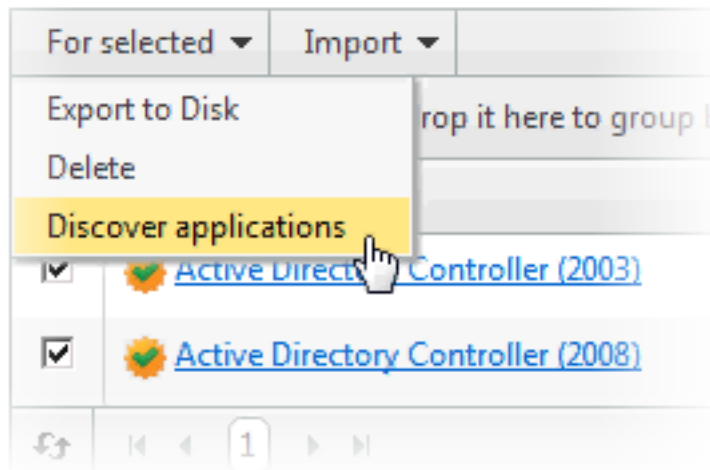 For selected Import
Export to Disk
rop it here to group
Delete
Discover applications
Active Directory Controller (2003)
Active Directory Controller (2008)
1